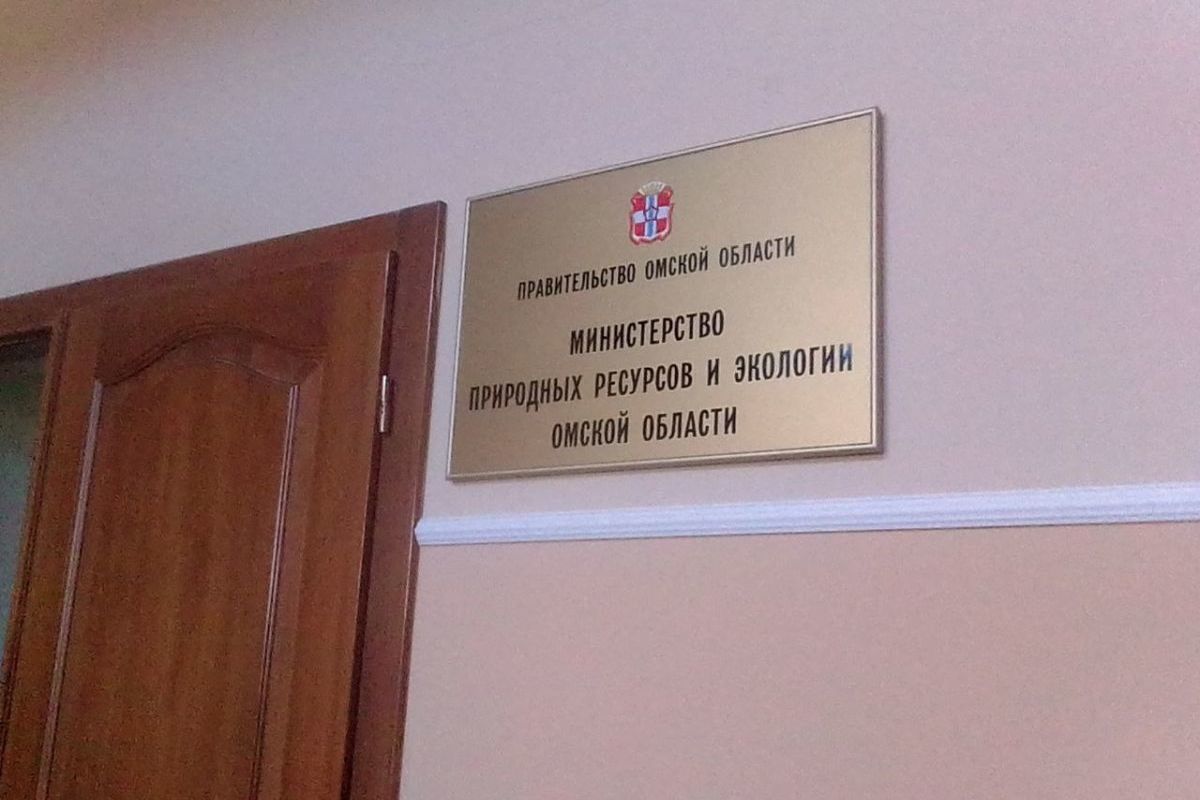 ПРАВИТЕЛЬСТВО ОМСКОЙ ОБЛАСТИ
МИНИСТЕРСТВО
ПРИРОДНЫХ РЕСУРСОВ И ЭКОЛОГИИ
ОМСКОЙ ОБЛАСТИ